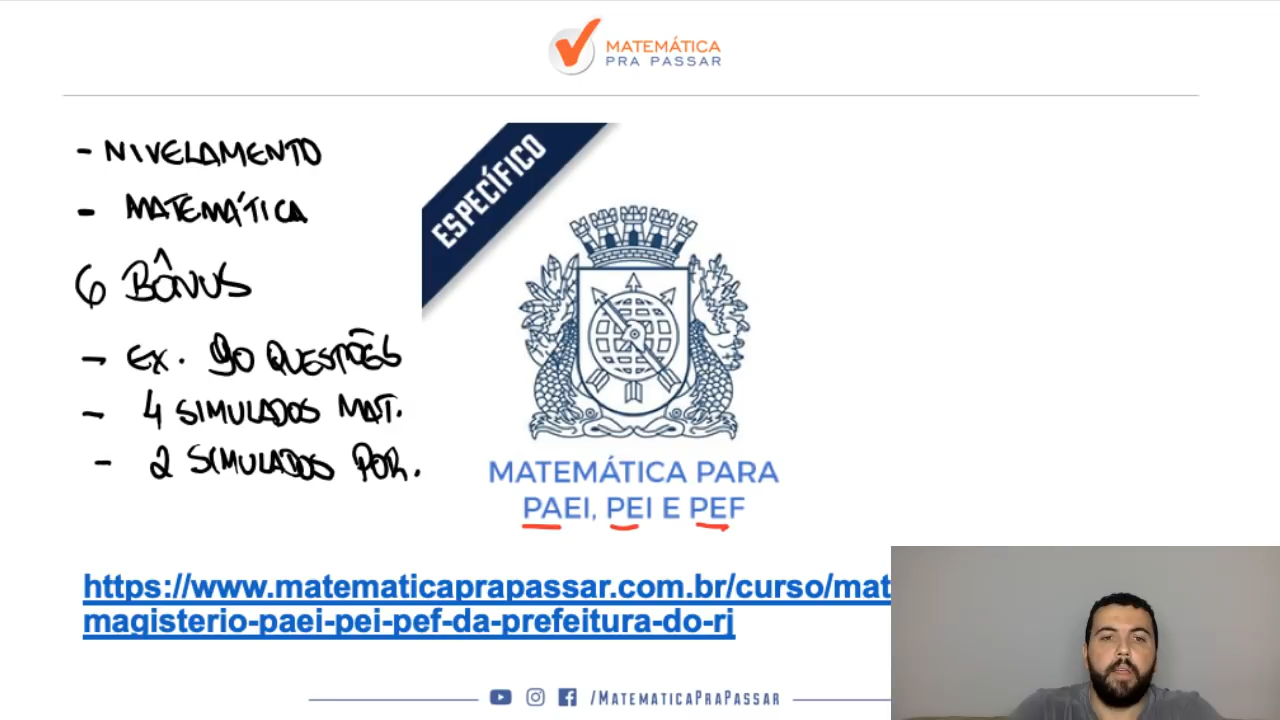 MATEMÁTICA
PRA PASSAR
- NIVELAMENTO
- MATEMÁTICA
6 BÔNUS
- EX. 90 QUESTÕES
- 4 SIMULADOS MAT.
- 2 SIMULADOS POR.
ESPECÍFICO
MATEMÁTICA PARA
PAEI, PEI E PEF
https://www.matematicaprapassar.com.br/curso/mat
magisterio-paei-pei-pef-da-prefeitura-do-rj
/MATEMATICAPRAPASSAR